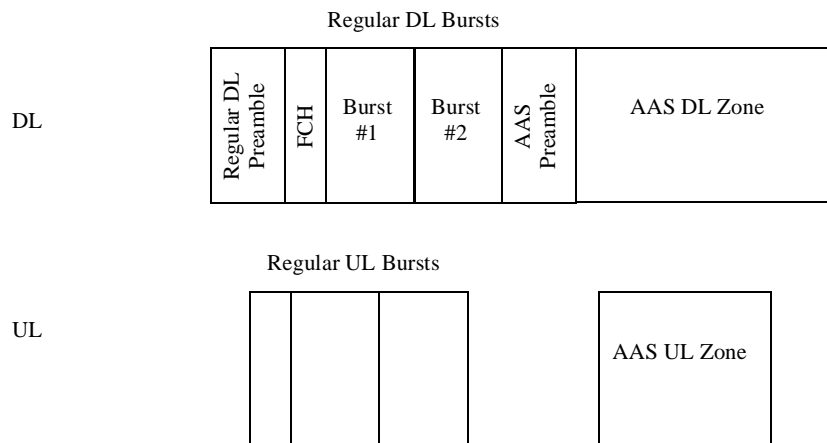 Regular DL Bursts
DL
Regular DL
Preamble
FCH
Burst
#1
Burst
#2
AAS
Preamble
AAS DL Zone
Regular UL Bursts
UL
AAS UL Zone